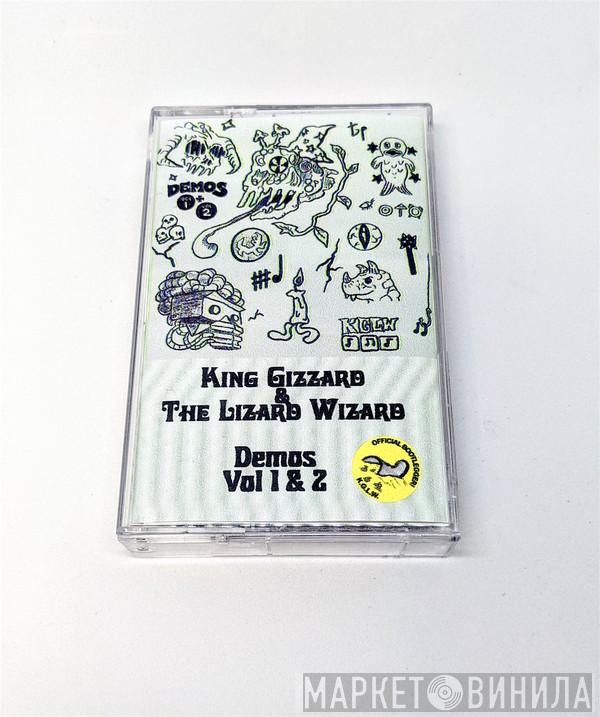 DEMOS
1 + 2
KGLW
KING GIZZARD
&
THE LIZARD WIZARD
Demos
Vol 1 & 2
OFFICIAL BOOTLEGGER!
K.G.L.W.
МАРКЕТ ВИНИЛА